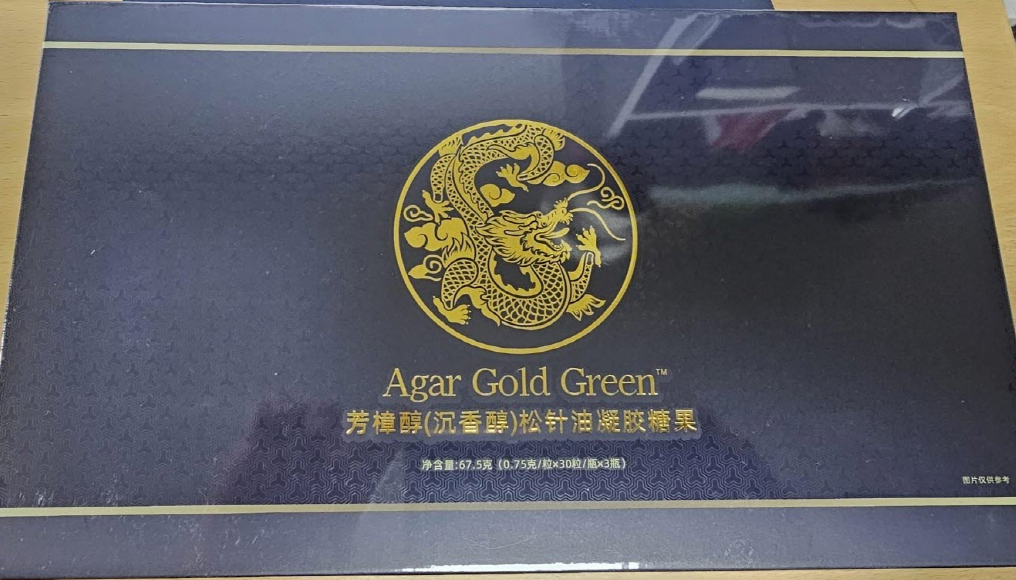 Agar Gold Green™
芳樟醇(沉香醇)松针油凝胶糖果
净含量:67.5克（0.75克/粒×30粒/瓶×3瓶）
图片仅供参考